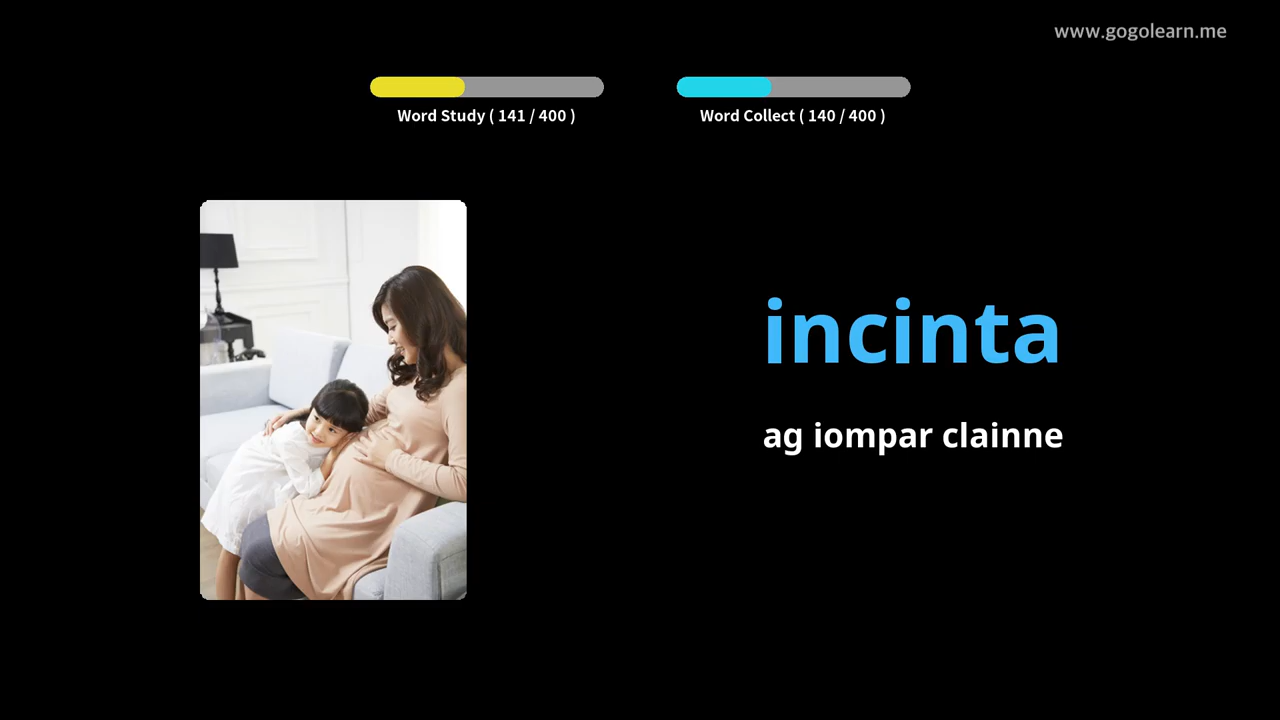 www.gogolearn.me
Word Study ( 141 / 400 )
Word Collect ( 140 / 400 )
incinta
ag iompar clainne